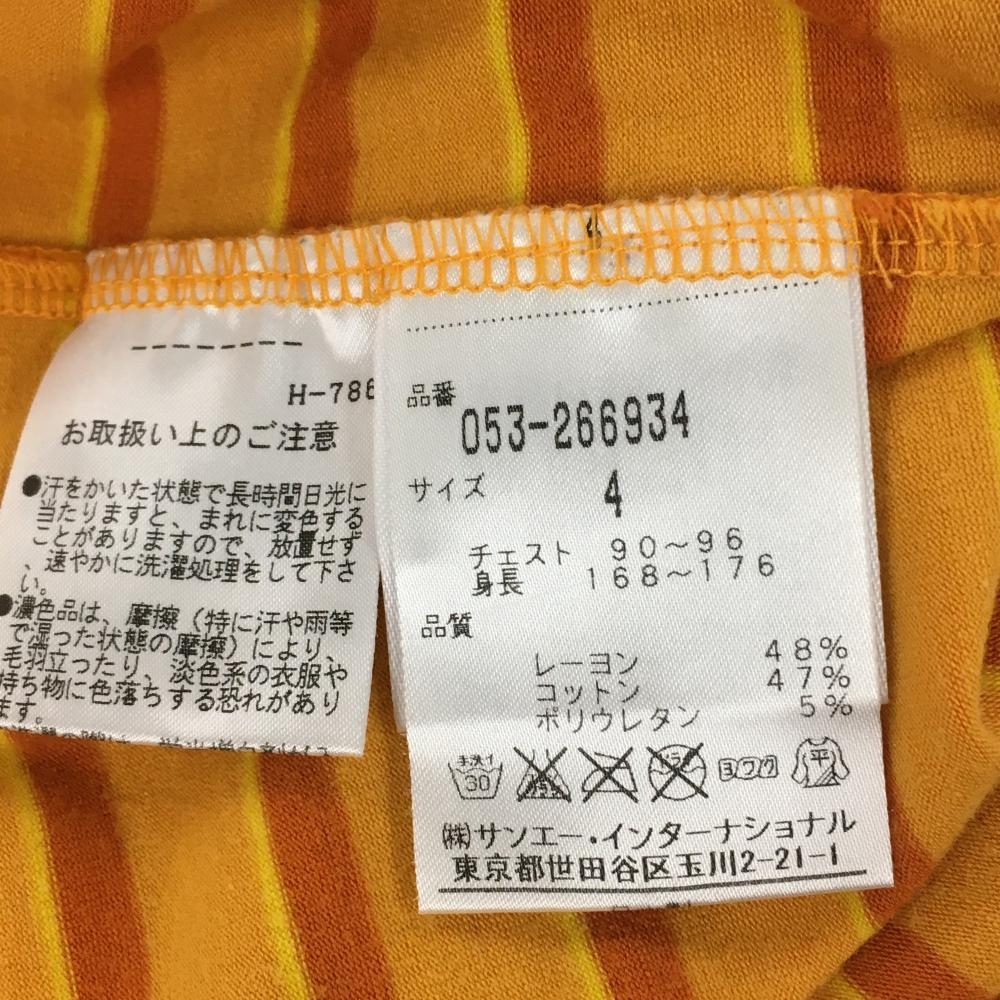 H-786
お取扱い上のご注意
●汗をかいた状態で長時間日光に
当たりますと、まれに変色する
ことがありますので、放置せず
、速やかに洗濯処理をして下さ
い。
●濃色品は、摩擦（特に汗や雨等
で湿った状態の摩擦）により、
毛羽立ったり、淡色系の衣服や
持ち物に色落ちする恐れがあり
ます。
品番
053-266934
サイズ 4
チェスト 90～96
身長 168～176
品質
レーヨン 48%
コットン 47%
ポリウレタン 5%
手洗イ
30
ヨワク
平
㈱サンエー・インターナショナル
東京都世田谷区玉川2-21-1